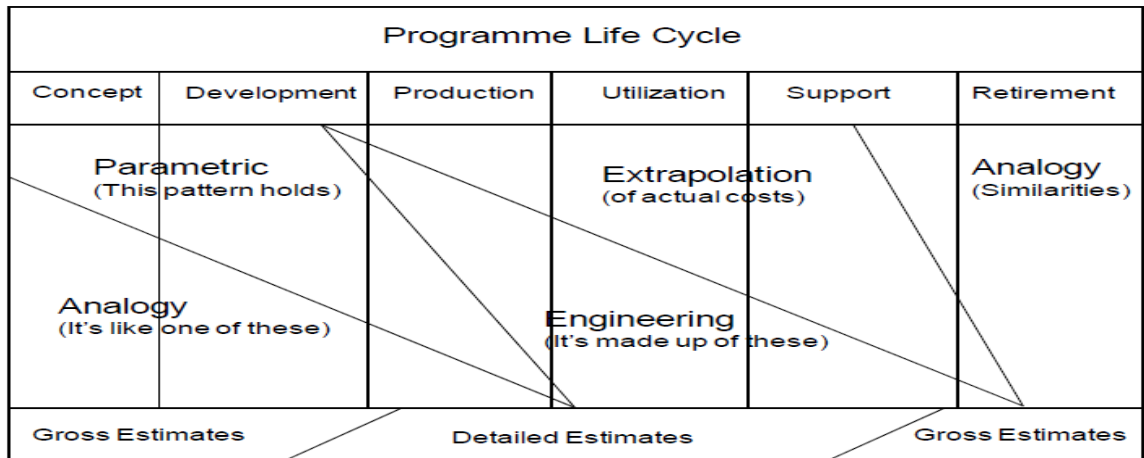 Programme Life Cycle
Concept Development Production Utilization Support Retirement
Parametric
(This pattern holds)
Extrapolation
(of actual costs)
Analogy
(Similarities)
Analogy
(It's like one of these)
Engineering
(It's made up of these)
Gross Estimates Detailed Estimates Gross Estimates